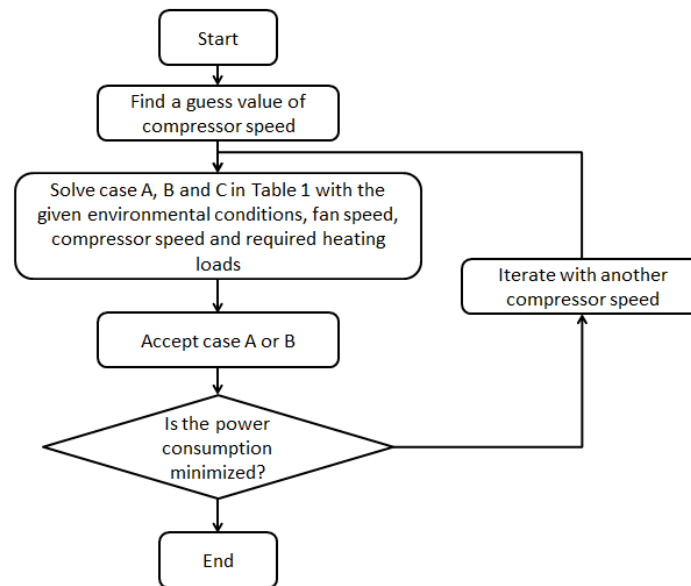 Start
Find a guess value of
compressor speed
Solve case A, B and C in Table 1 with the
given environmental conditions, fan speed,
compressor speed and required heating
loads
Iterate with another
compressor speed
Accept case A or B
Is the power
consumption
minimized?
End